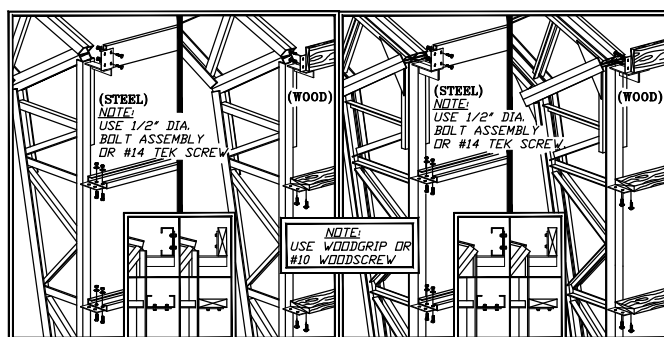 (STEEL)
NOTE:
USE 1/2" DIA.
BOLT ASSEMBLY
OR #14 TEK SCREW
(WOOD)
NOTE:
USE WOODGRIP OR
#10 WOODSCREW
(STEEL)
NOTE:
USE 1/2" DIA.
BOLT ASSEMBLY
OR #14 TEK SCREW
(WOOD)